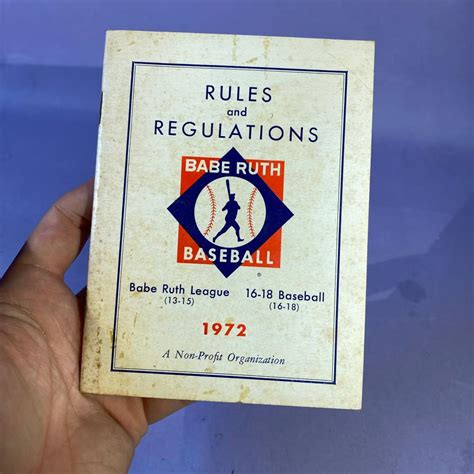 RULES
and
REGULATIONS
BABE RUTH
BASEBALL
®
Babe Ruth League 16-18 Baseball
(13-15) (16-18)
1972
A Non-Profit Organization